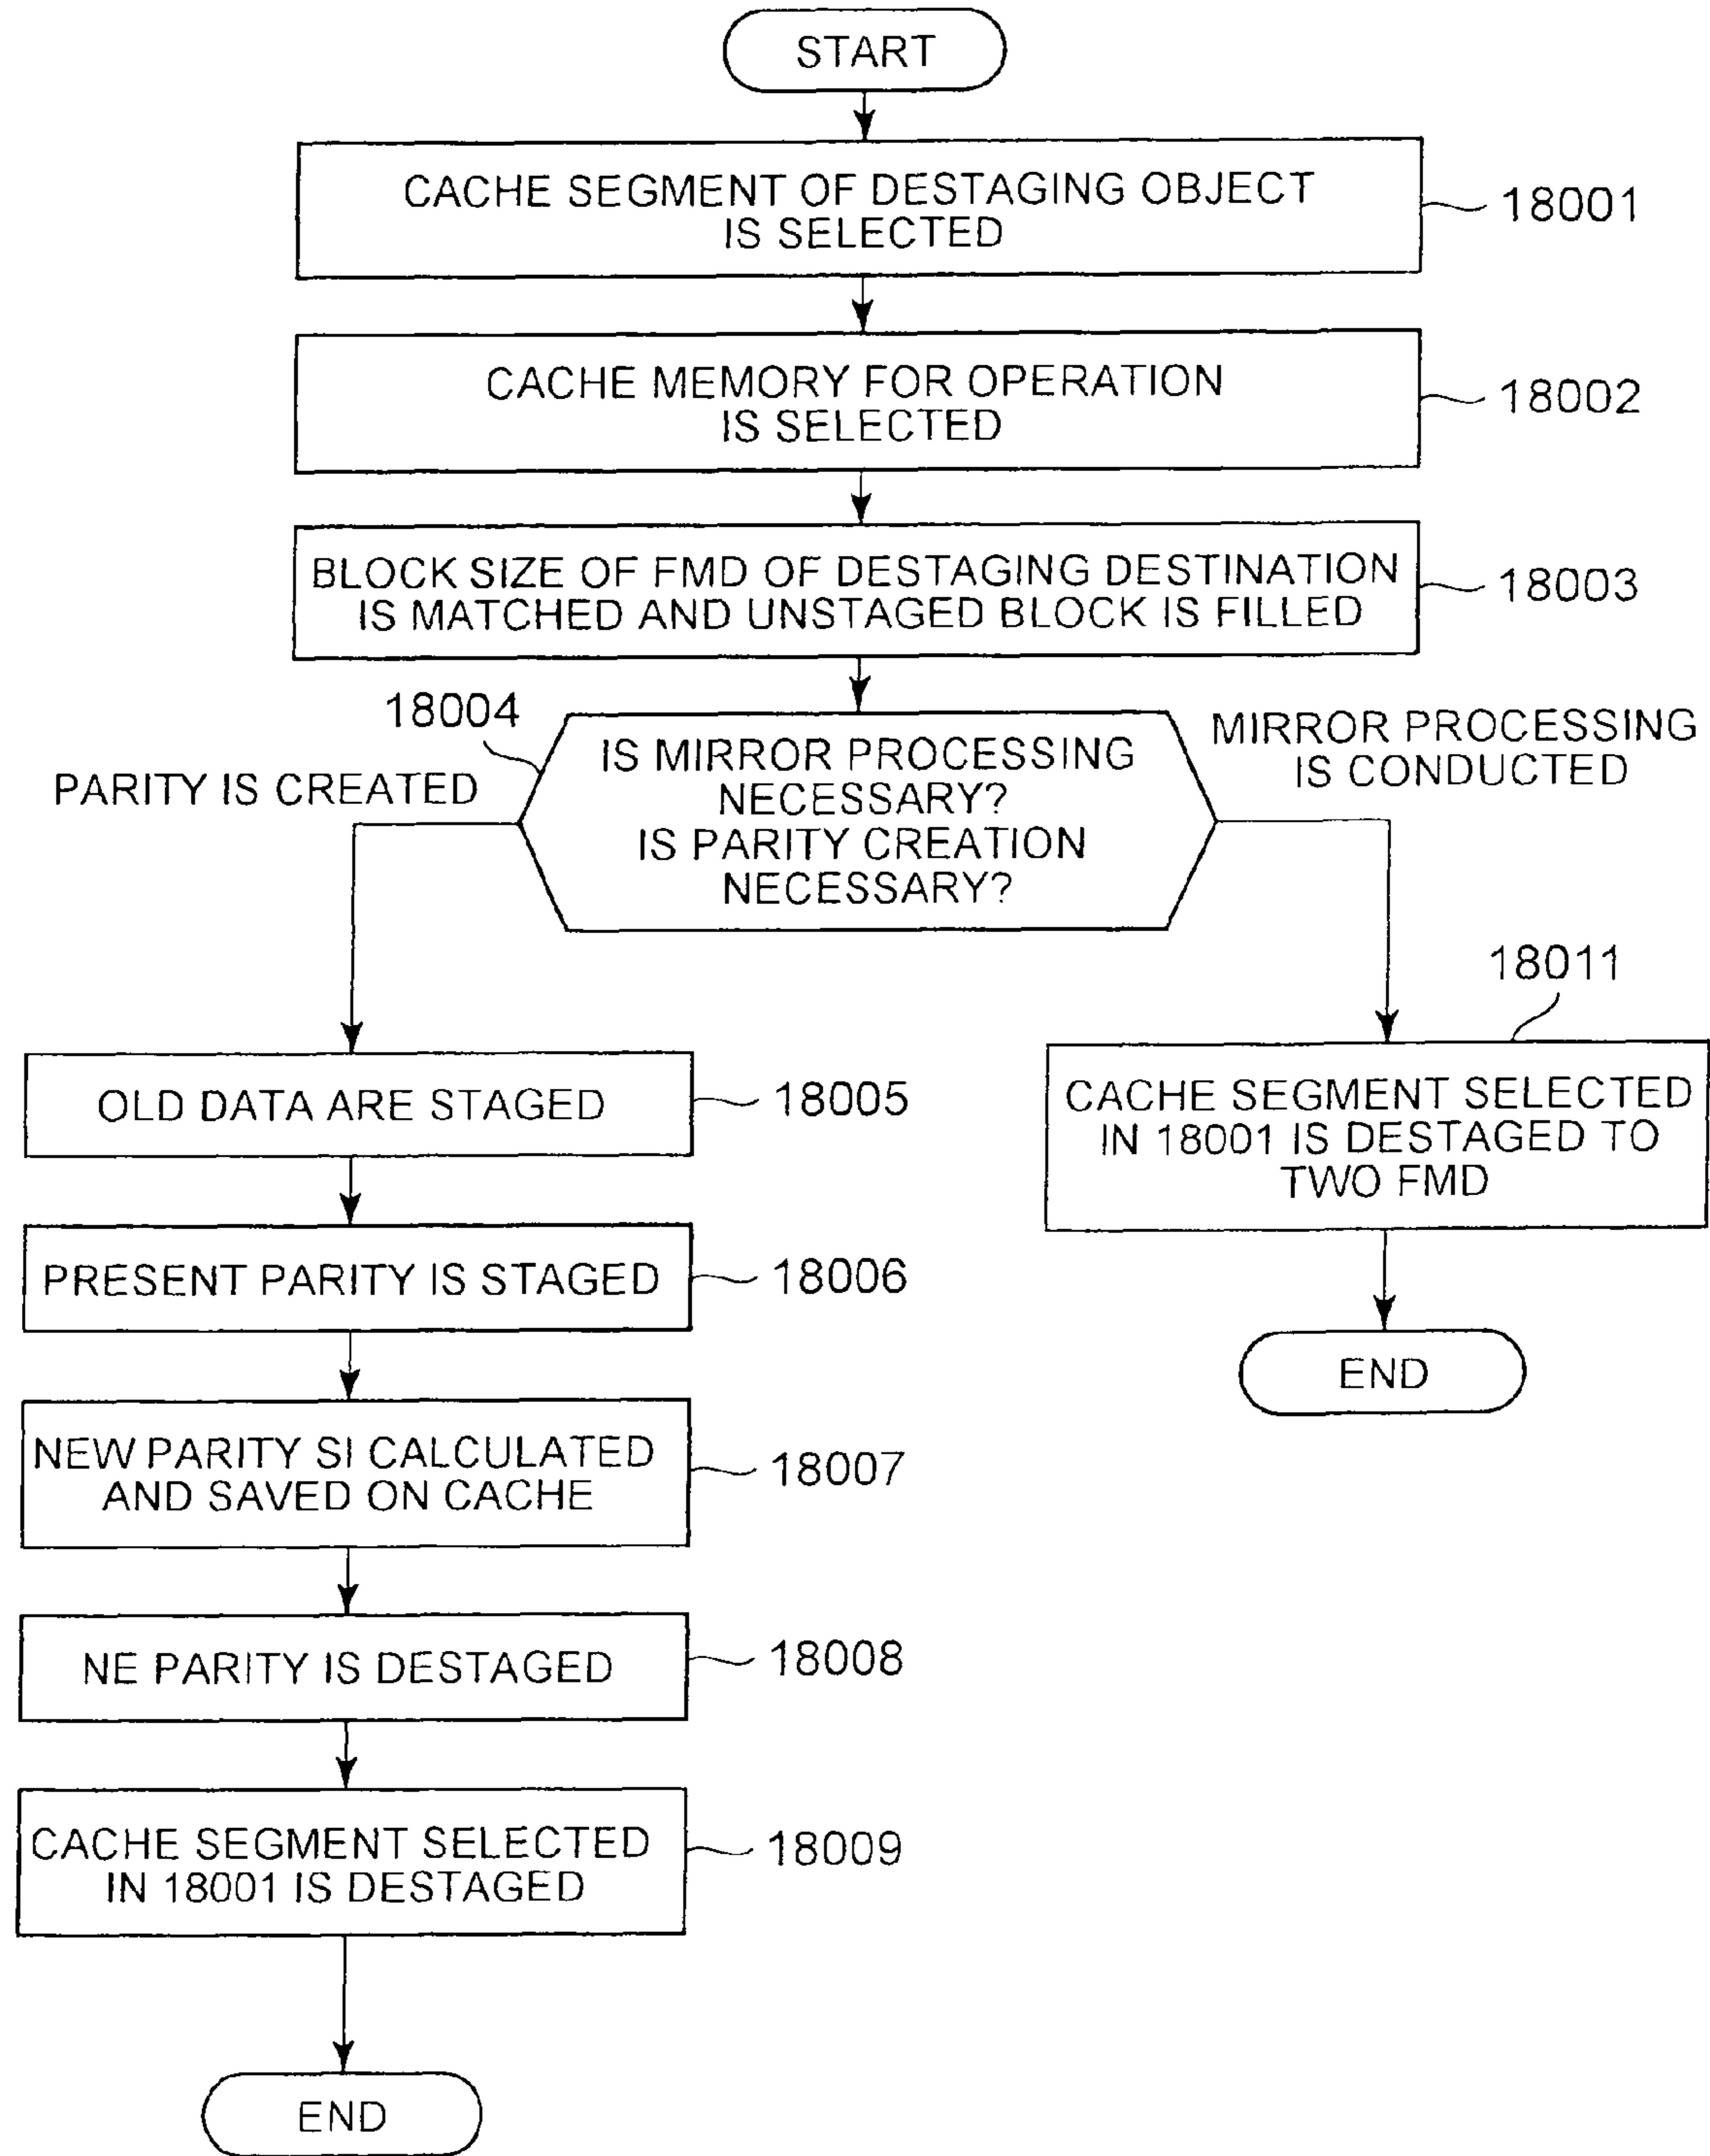 START
CACHE SEGMENT OF DESTAGING OBJECT
IS SELECTED
18001
CACHE MEMORY FOR OPERATION
IS SELECTED
18002
BLOCK SIZE OF FMD OF DESTAGING DESTINATION
IS MATCHED AND UNSTAGED BLOCK IS FILLED
18003
18004
PARITY IS CREATED
IS MIRROR PROCESSING
NECESSARY?
IS PARITY CREATION
NECESSARY?
MIRROR PROCESSING
IS CONDUCTED
OLD DATA ARE STAGED
18005
PRESENT PARITY IS STAGED
18006
NEW PARITY SI CALCULATED
AND SAVED ON CACHE
18007
NE PARITY IS DESTAGED
18008
CACHE SEGMENT SELECTED
IN 18001 IS DESTAGED
18009
END
18011
CACHE SEGMENT SELECTED
IN 18001 IS DESTAGED TO
TWO FMD
END